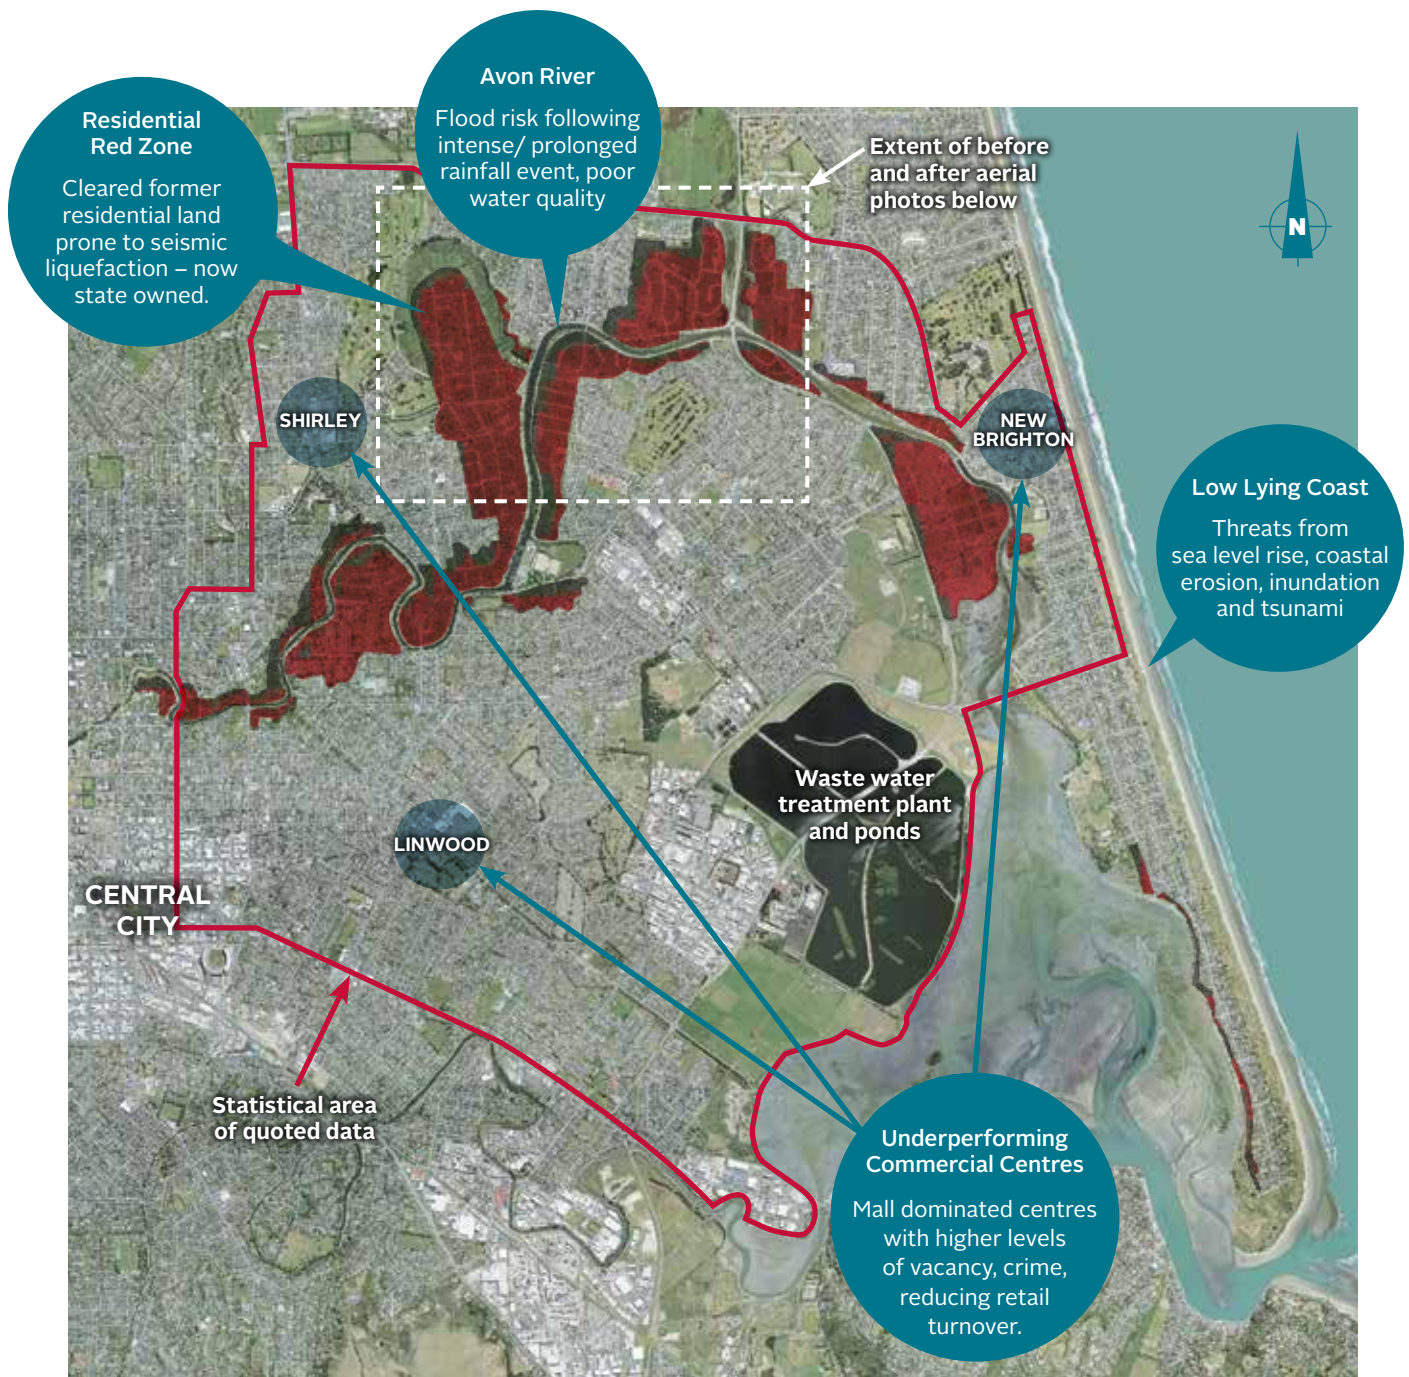 Avon River
Flood risk following
intense/ prolonged
rainfall event, poor
water quality
Residential
Red Zone
Cleared former
residential land
prone to seismic
liquefaction – now
state owned.
Extent of before
and after aerial
photos below
N
SHIRLEY
NEW
BRIGHTON
Low Lying Coast
Threats from
sea level rise, coastal
erosion, inundation
and tsunami
Waste water
treatment plant
and ponds
LINWOOD
CENTRAL
CITY
Statistical area
of quoted data
Underperforming
Commercial Centres
Mall dominated centres
with higher levels
of vacancy, crime,
reducing retail
turnover.